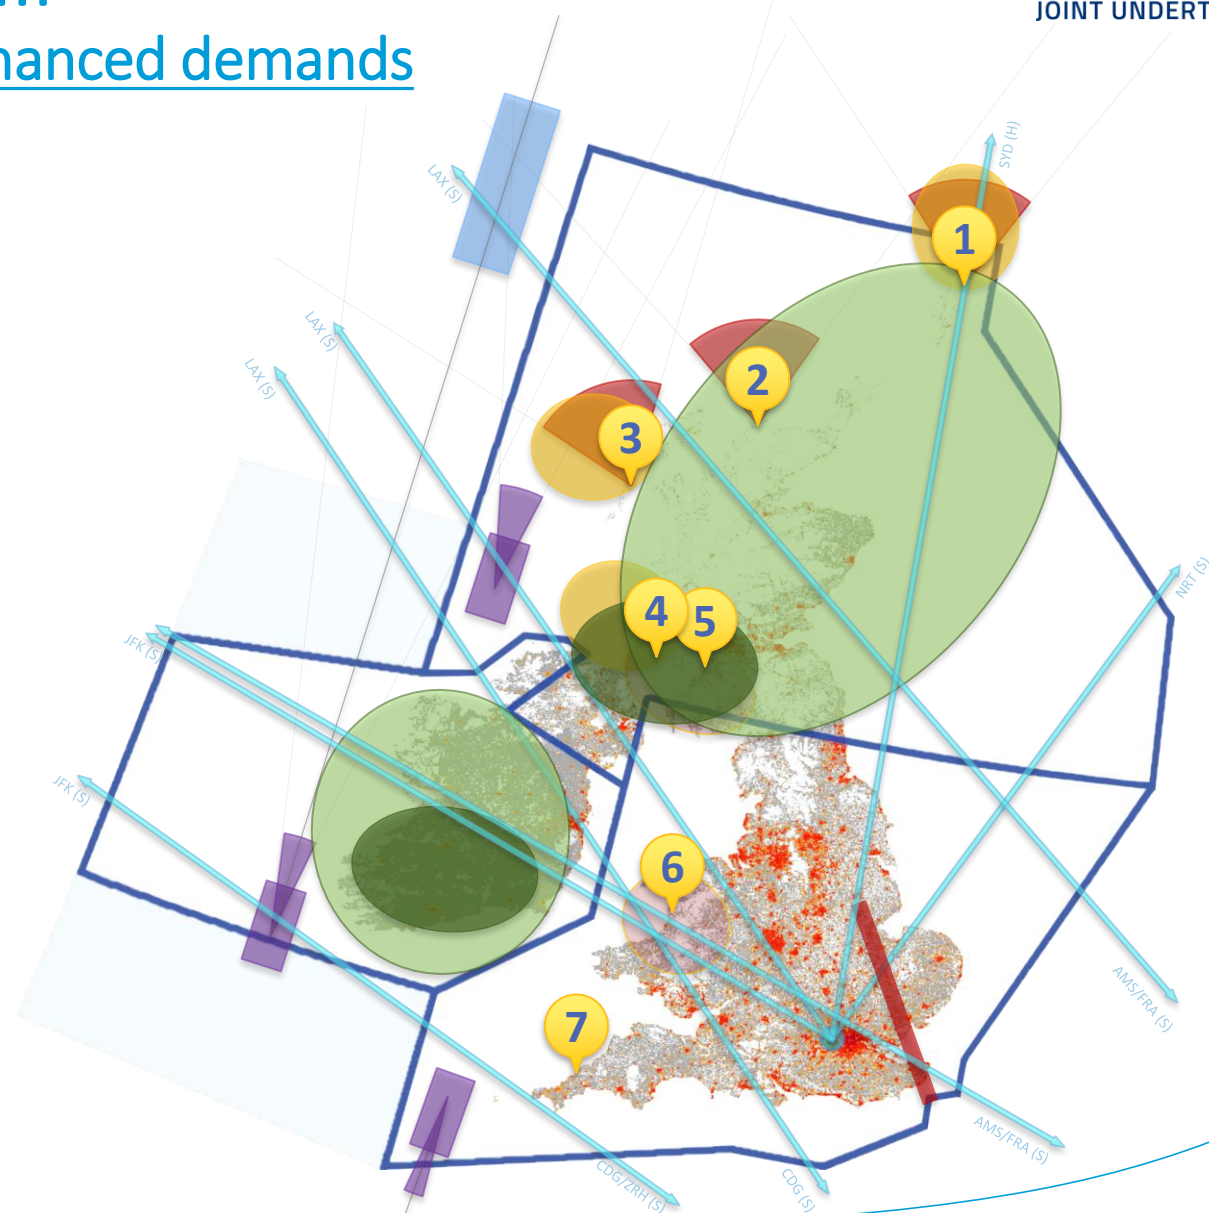 JOINT UNDERT
nanced demands
SYD (H)
LAX (S)
1
LAX (S)
LAX (S)
2
3
NRT (S)
4
5
JFK (S)
JFK (S)
6
7
AMS/FRA (S)
AMS/FRA (S)
CDG/ZRH (S)
CDG (S)